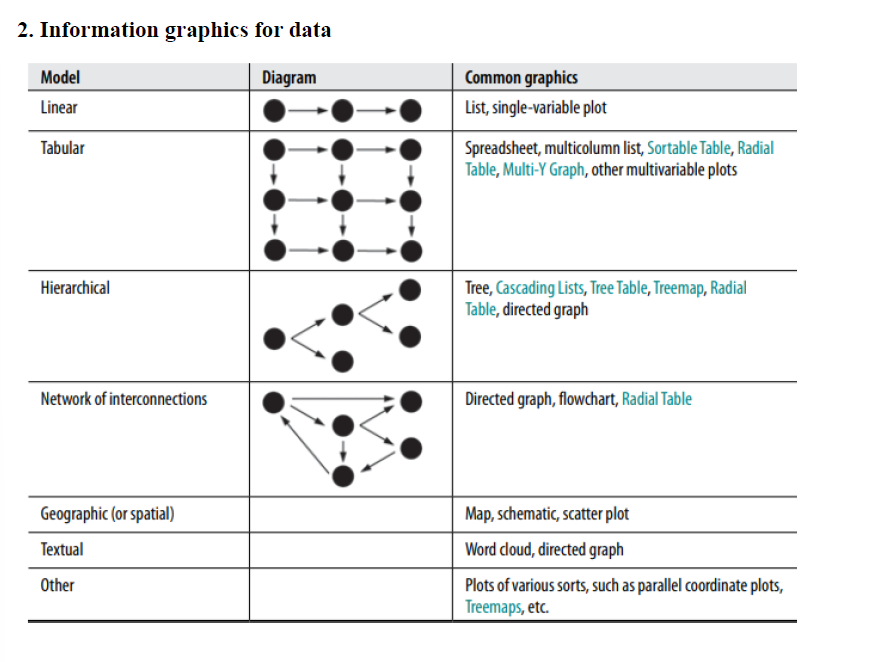 2. Information graphics for data
Model Diagram Common graphics
Linear List, single-variable plot
Tabular Spreadsheet, multicolumn list, Sortable Table, Radial
Table, Multi-Y Graph, other multivariable plots
Hierarchical Tree, Cascading Lists, Tree Table, Treemap, Radial
Table, directed graph
Network of interconnections Directed graph, flowchart, Radial Table
Geographic (or spatial) Map, schematic, scatter plot
Textual Word cloud, directed graph
Other Plots of various sorts, such as parallel coordinate plots,
Treemaps, etc.